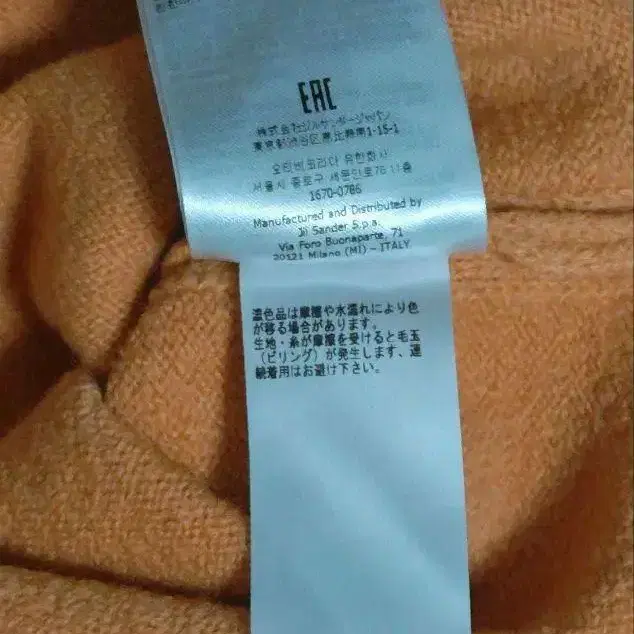 EAC
株式会社ジルサンダージャパン
東京都渋谷区恵比寿南1-15-1
오티비코리아 유한회사
서울시 종로구 세문안로76 11층
1670-0786
Manufactured and Distributed by
Jil Sander S.p.a.
Via Foro Buonaparte, 71
20121 Milano (MI) - ITALY
濃色品は摩擦や水濡れにより色
が移る場合があります。
生地・糸が摩擦を受けると毛玉
(ピリング)が発生します、連
続着用はお避け下さい。